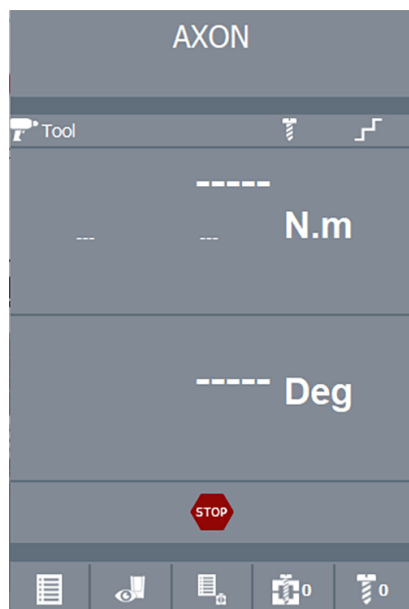 AXON
Tool
-----
--- --- N.m
----- Deg
STOP
0 0